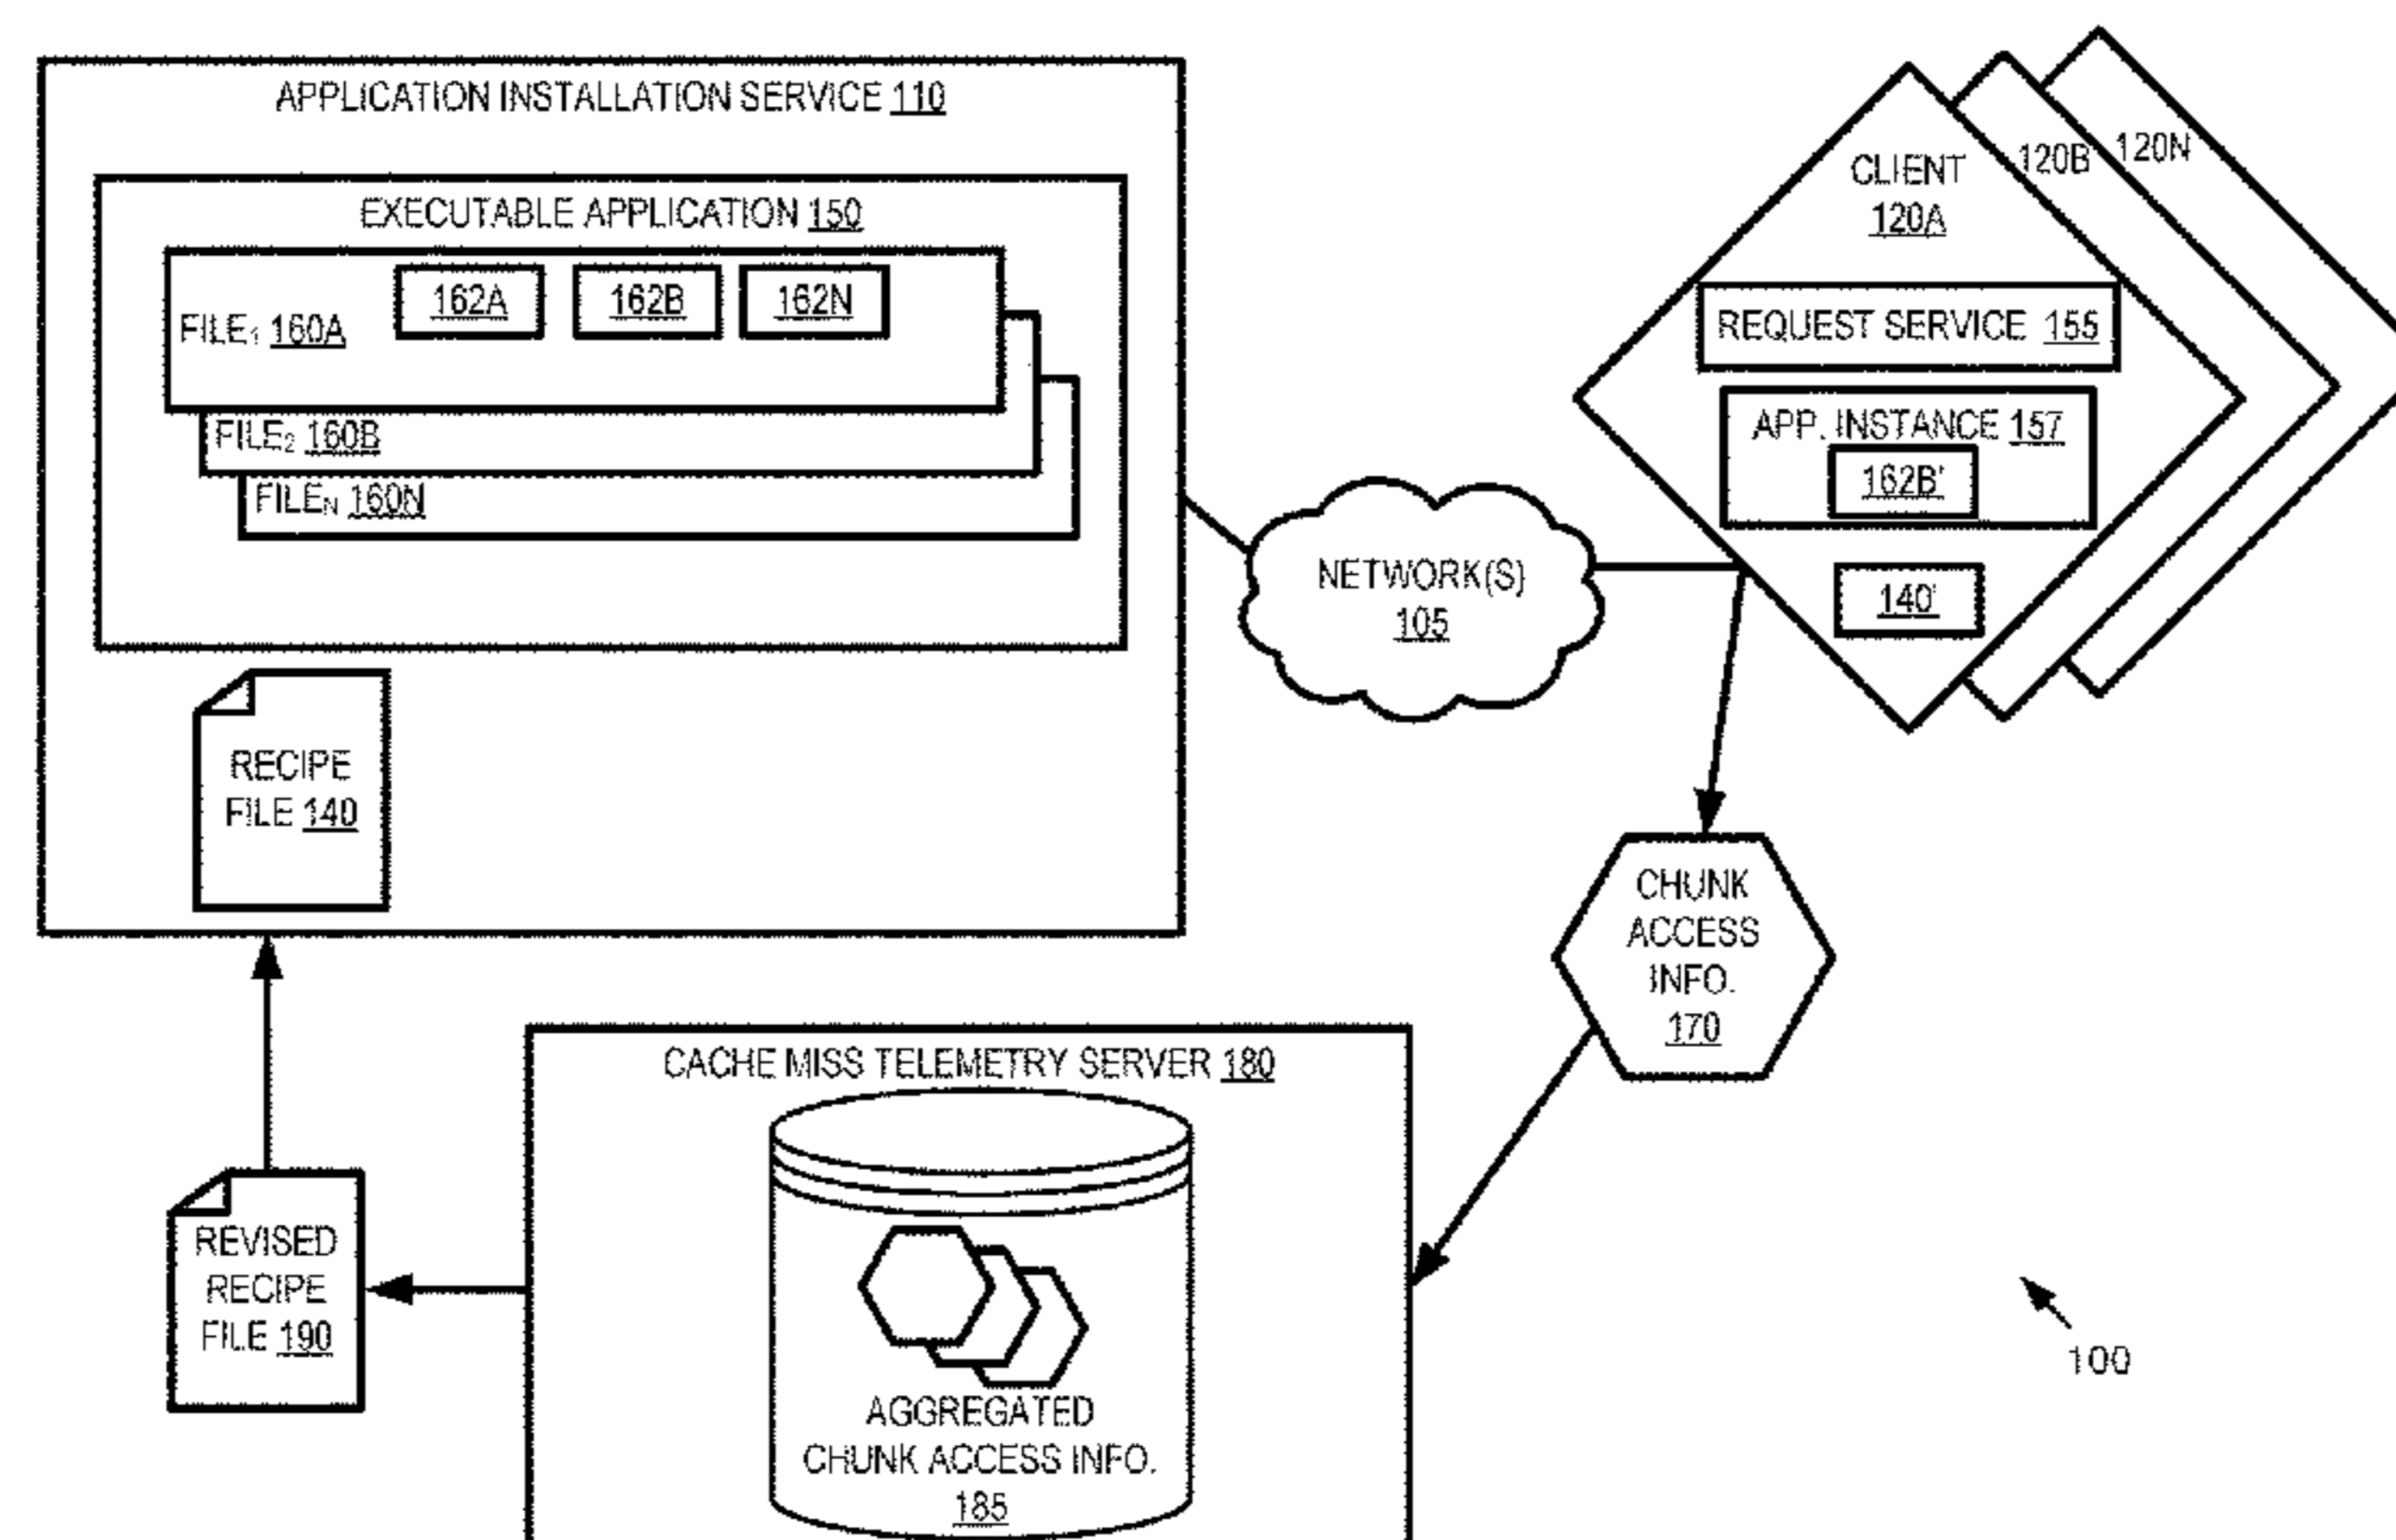 APPLICATION INSTALLATION SERVICE 110
EXECUTABLE APPLICATION 150
162A 162B 162N
FILE₁ 160A
FILE₂ 160B
FILEN 160N
RECIPE
FILE 140
CLIENT
120A
120B
120N
REQUEST SERVICE 155
APP. INSTANCE 157
162B'
140'
NETWORK(S)
105
CHUNK
ACCESS
INFO.
170
CACHE MISS TELEMETRY SERVER 180
AGGREGATED
CHUNK ACCESS INFO.
185
REVISED
RECIPE
FILE 190
100